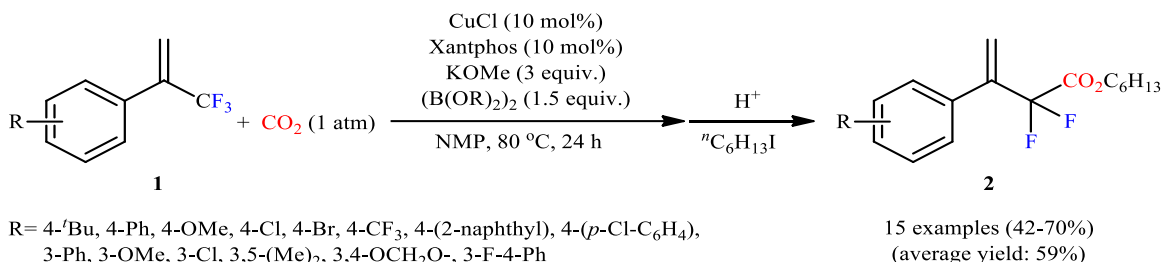 CuCl (10 mol%)
Xantphos (10 mol%)
KOMe (3 equiv.)
(B(OR)₂)₂ (1.5 equiv.)
NMP, 80 °C, 24 h
R
CF₃
+ CO₂ (1 atm)
H⁺
ⁿC₆H₁₃I
R
CO₂C₆H₁₃
F
F
1
2
R= 4-ᵗBu, 4-Ph, 4-OMe, 4-Cl, 4-Br, 4-CF₃, 4-(2-naphthyl), 4-(p-Cl-C₆H₄),
3-Ph, 3-OMe, 3-Cl, 3,5-(Me)₂, 3,4-OCH₂O-, 3-F-4-Ph
15 examples (42-70%)
(average yield: 59%)